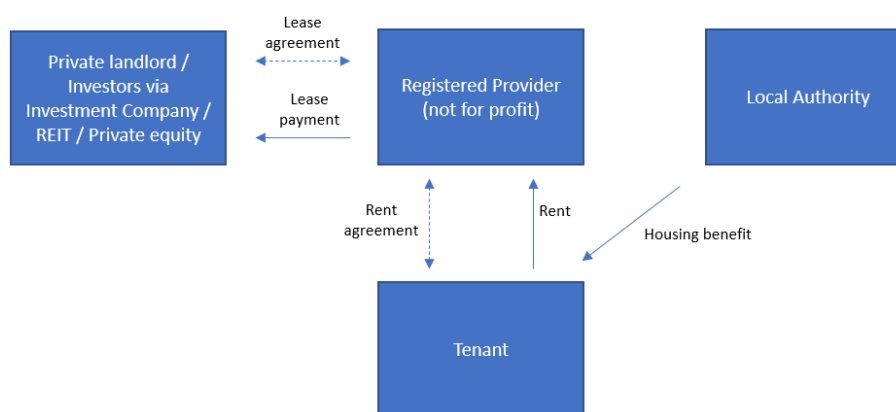 Lease
agreement
Private landlord /
Investors via
Investment Company /
REIT / Private equity
Registered Provider
(not for profit)
Local Authority
Lease
payment
Rent
agreement
Rent
Housing benefit
Tenant